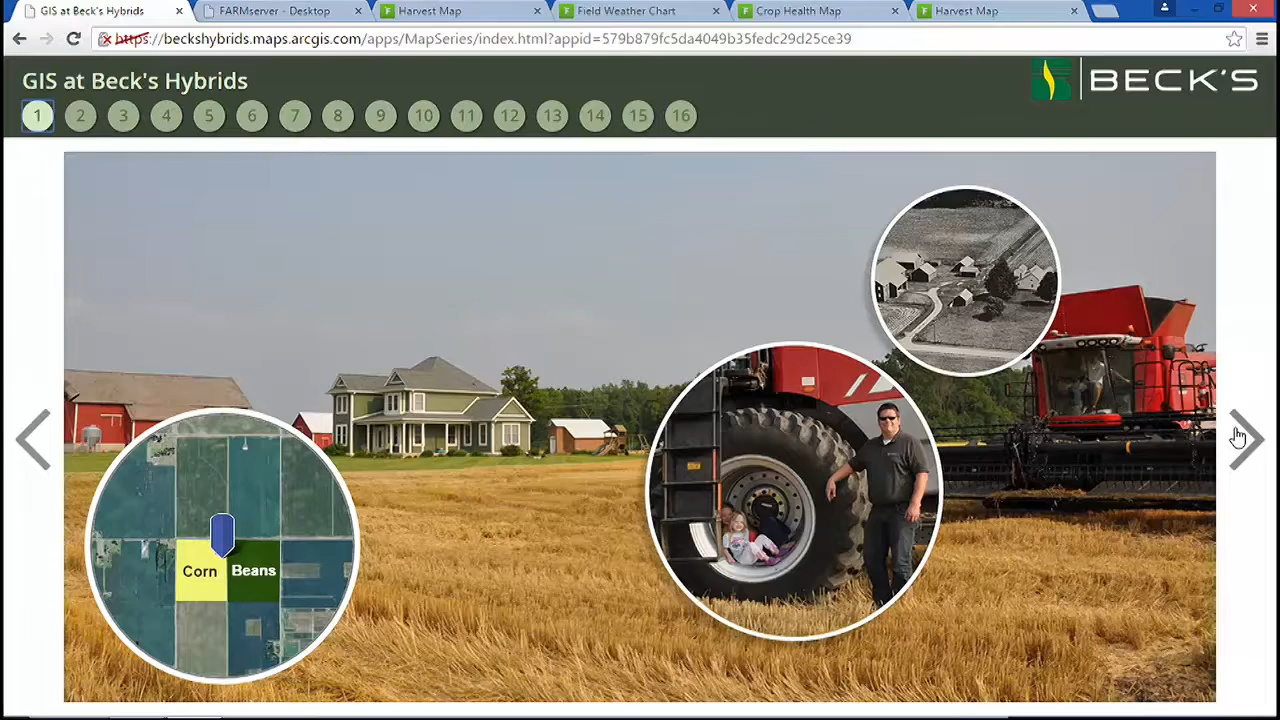 GIS at Beck's Hybrids
FARMserver - Desktop
Harvest Map
Field Weather Chart
Crop Health Map
Harvest Map
https://beckshybrids.maps.arcgis.com/apps/MapSeries/index.html?appid=579b879fc5da4049b35fedc29d25ce39
GIS at Beck's Hybrids
BECK'S
1 2 3 4 5 6 7 8 9 10 11 12 13 14 15 16
Corn Beans